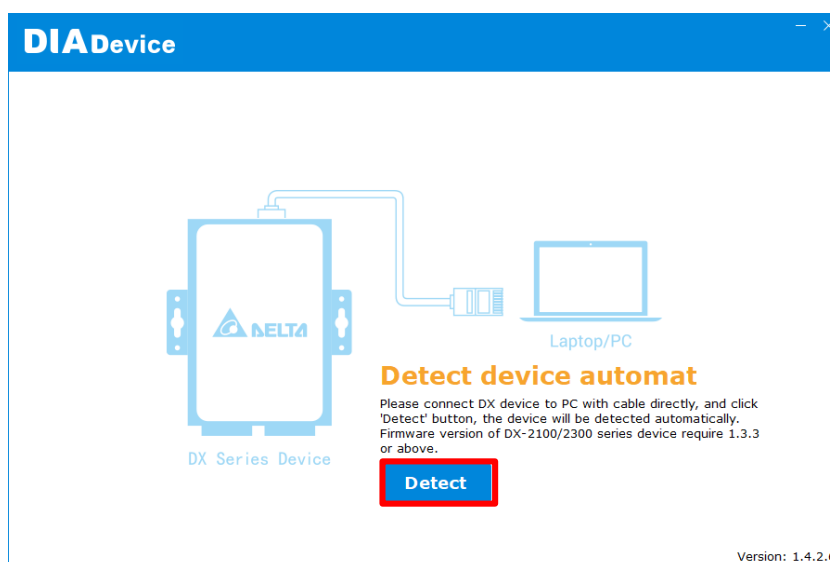 DIADevice
DELTA
Laptop/PC
Detect device automat
Please connect DX device to PC with cable directly, and click
'Detect' button, the device will be detected automatically.
Firmware version of DX-2100/2300 series device require 1.3.3
or above.
DX Series Device
Detect
Version: 1.4.2.